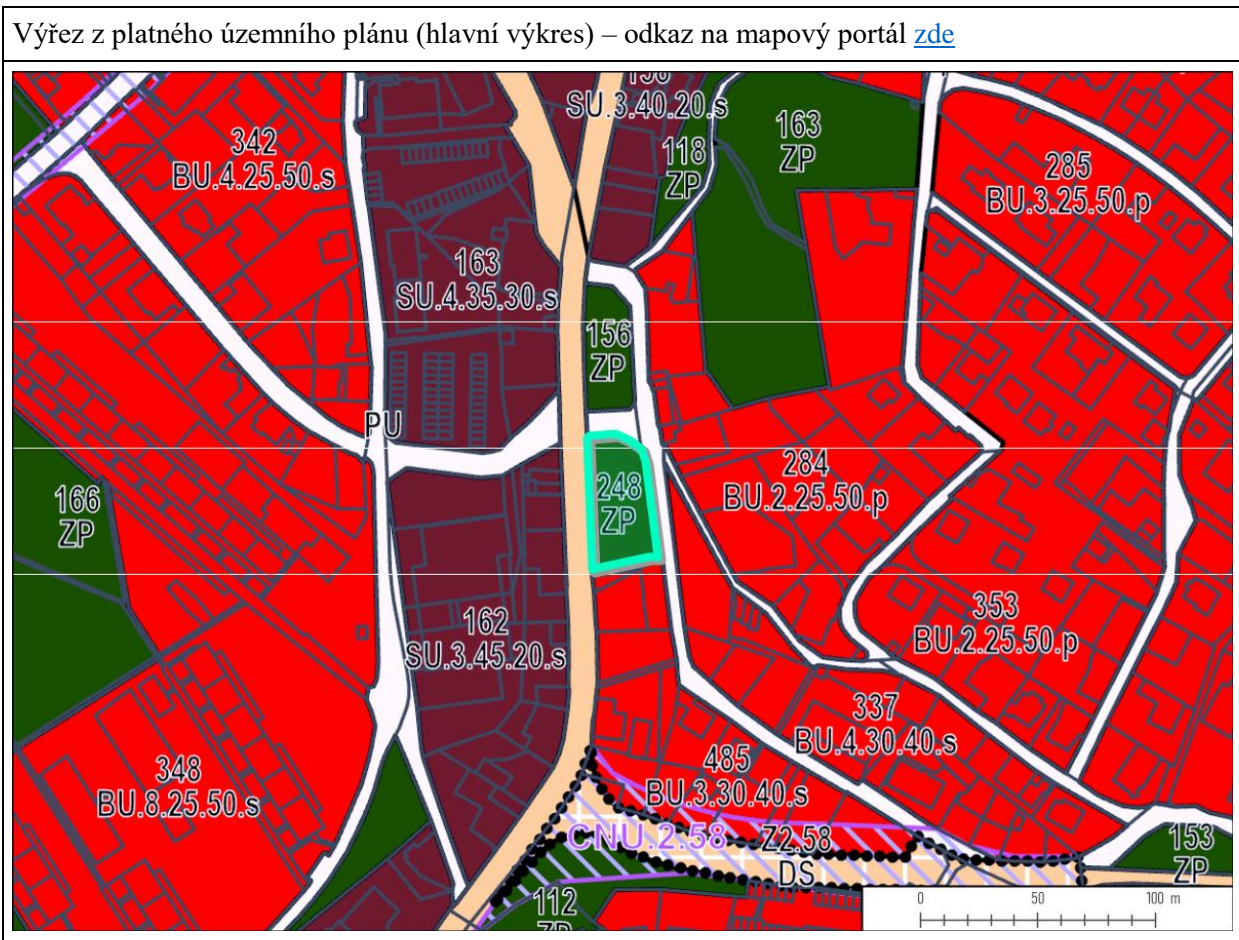 Výřez z platného územního plánu (hlavní výkres) – odkaz na mapový portál zde
SU.3.40.20.s
342
BU.4.25.50.s
118
ZP
163
ZP
285
BU.3.25.50.p
163
SU.4.35.30.s
156
ZP
PU
284
BU.2.25.50.p
248
ZP
166
ZP
353
BU.2.25.50.p
162
SU.3.45.20.s
337
BU.4.30.40.s
348
BU.8.25.50.s
485
BU.3.30.40.s
CNU.2.58
Z2.58
DS
153
ZP
112
ZP
0 50 100 m